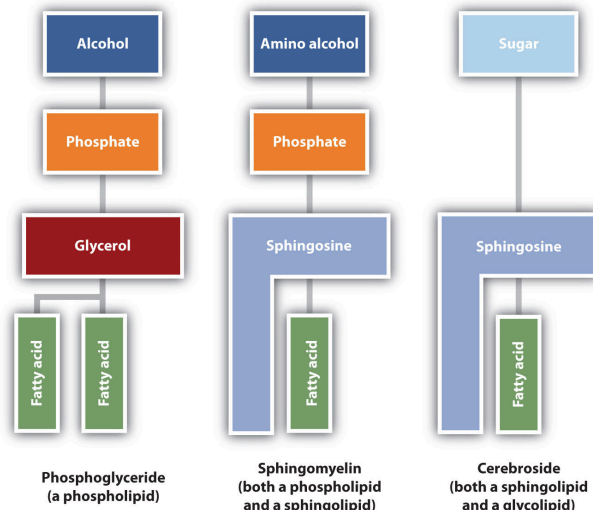 Alcohol
Amino alcohol
Sugar
Phosphate
Phosphate
Glycerol
Sphingosine
Sphingosine
Fatty acid
Fatty acid
Fatty acid
Fatty acid
Phosphoglyceride
(a phospholipid)
Sphingomyelin
(both a phospholipid
and a sphingolipid)
Cerebroside
(both a sphingolipid
and a glycolipid)